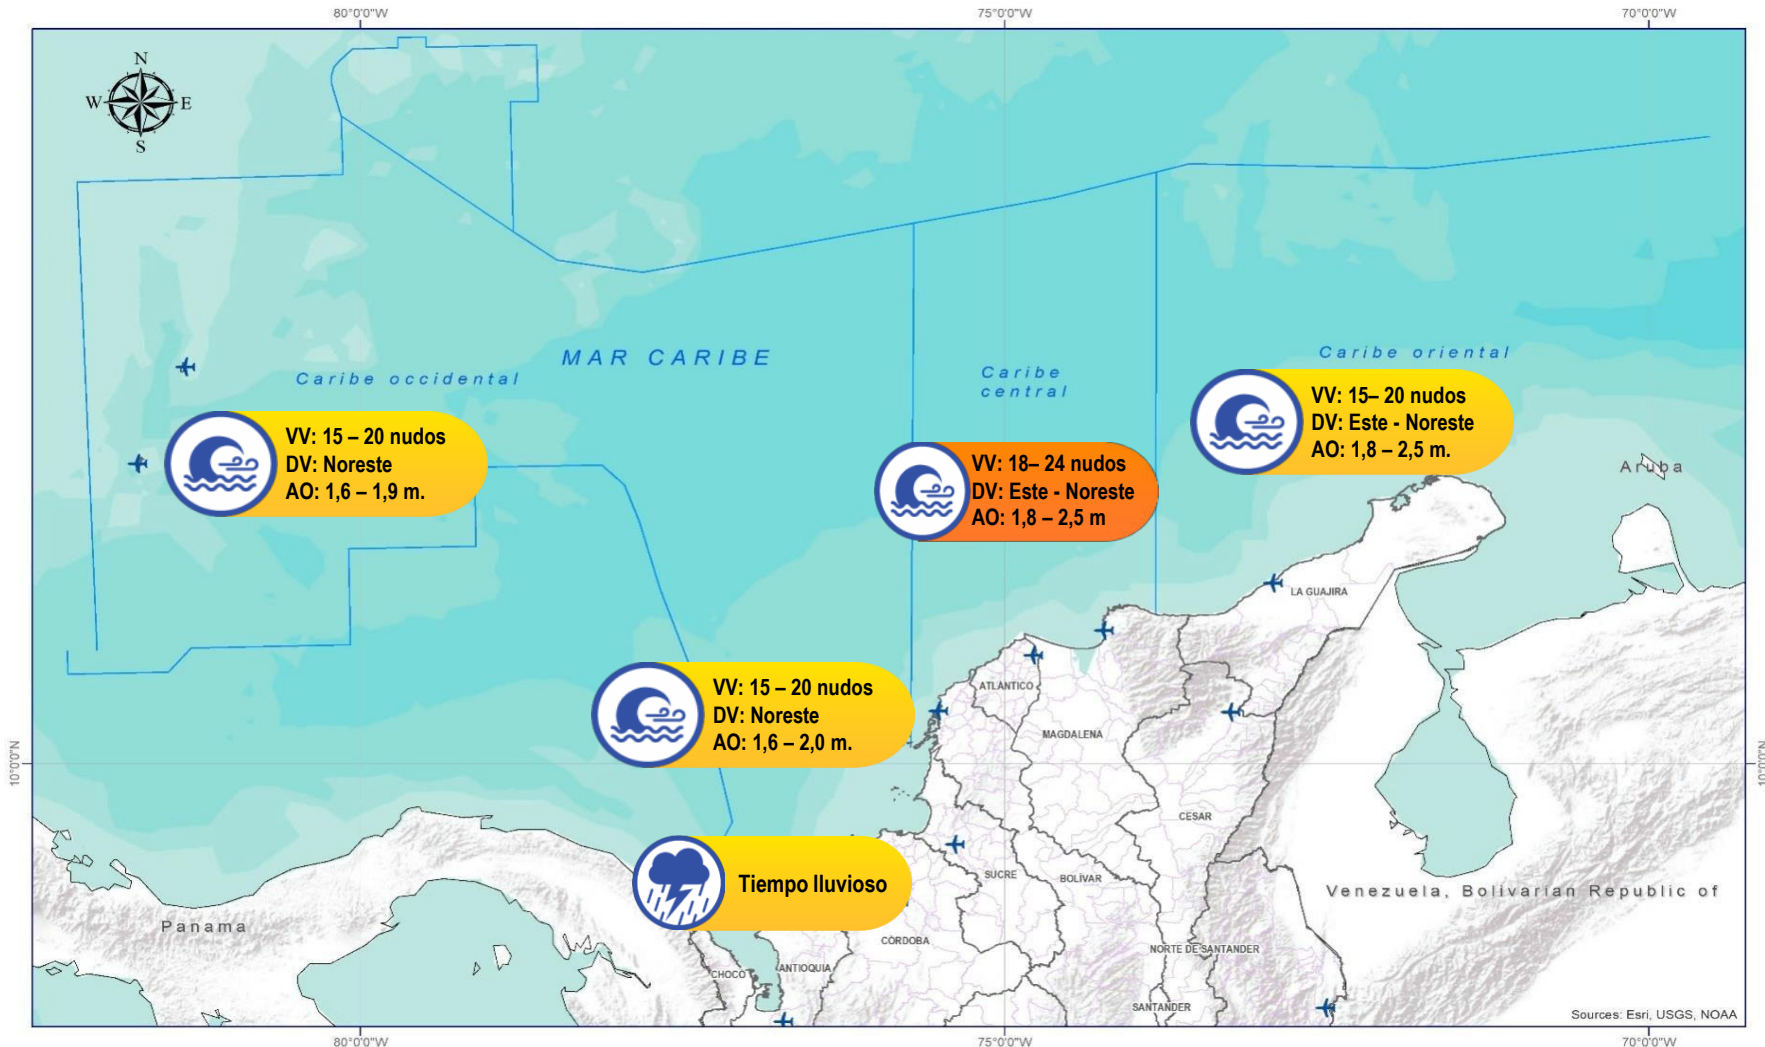 80°0'0"W
75°0'0"W
70°0'0"W
N
W
E
S
MAR CARIBE
Caribe occidental
Caribe
central
Caribe oriental
VV: 15 – 20 nudos
DV: Noreste
AO: 1,6 – 1,9 m.
VV: 18– 24 nudos
DV: Este - Noreste
AO: 1,8 – 2,5 m
VV: 15– 20 nudos
DV: Este - Noreste
AO: 1,8 – 2,5 m.
Aruba
LA GUAJIRA
VV: 15 – 20 nudos
DV: Noreste
AO: 1,6 – 2,0 m.
ATLÁNTICO
MAGDALENA
10°0'0"N
10°0'0"N
CESAR
Tiempo lluvioso
SUCRE
BOLÍVAR
Venezuela, Bolivarian Republic of
Panama
CÓRDOBA
NORTE DE SANTANDER
CHOCÓ
ANTIOQUIA
SANTANDER
Sources: Esri, USGS, NOAA
80°0'0"W
75°0'0"W
70°0'0"W